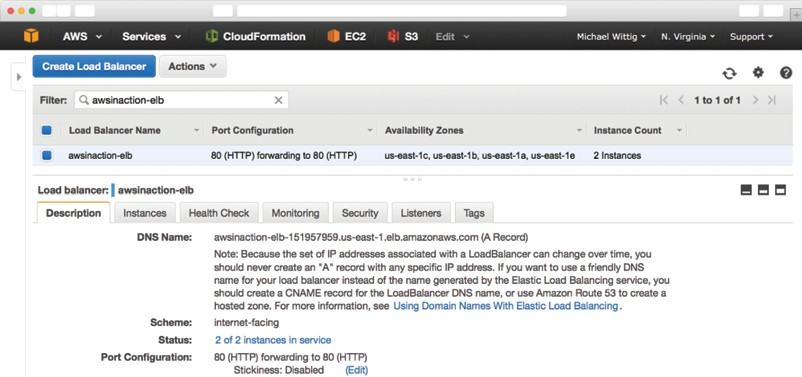 AWS Services CloudFormation EC2 S3 Edit Michael Wittig N. Virginia Support
Create Load Balancer Actions
Filter: awsinaction-elb 1 to 1 of 1
Load Balancer Name Port Configuration Availability Zones Instance Count
awsinaction-elb 80 (HTTP) forwarding to 80 (HTTP) us-east-1c, us-east-1b, us-east-1a, us-east-1e 2 Instances
Load balancer: awsinaction-elb
Description Instances Health Check Monitoring Security Listeners Tags
DNS Name: awsinaction-elb-151957959.us-east-1.elb.amazonaws.com (A Record)
Note: Because the set of IP addresses associated with a LoadBalancer can change over time, you
should never create an "A" record with any specific IP address. If you want to use a friendly DNS
name for your load balancer instead of the name generated by the Elastic Load Balancing service, you
should create a CNAME record for the LoadBalancer DNS name, or use Amazon Route 53 to create a
hosted zone. For more information, see Using Domain Names With Elastic Load Balancing.
Scheme: internet-facing
Status: 2 of 2 instances in service
Port Configuration: 80 (HTTP) forwarding to 80 (HTTP)
Stickiness: Disabled (Edit)